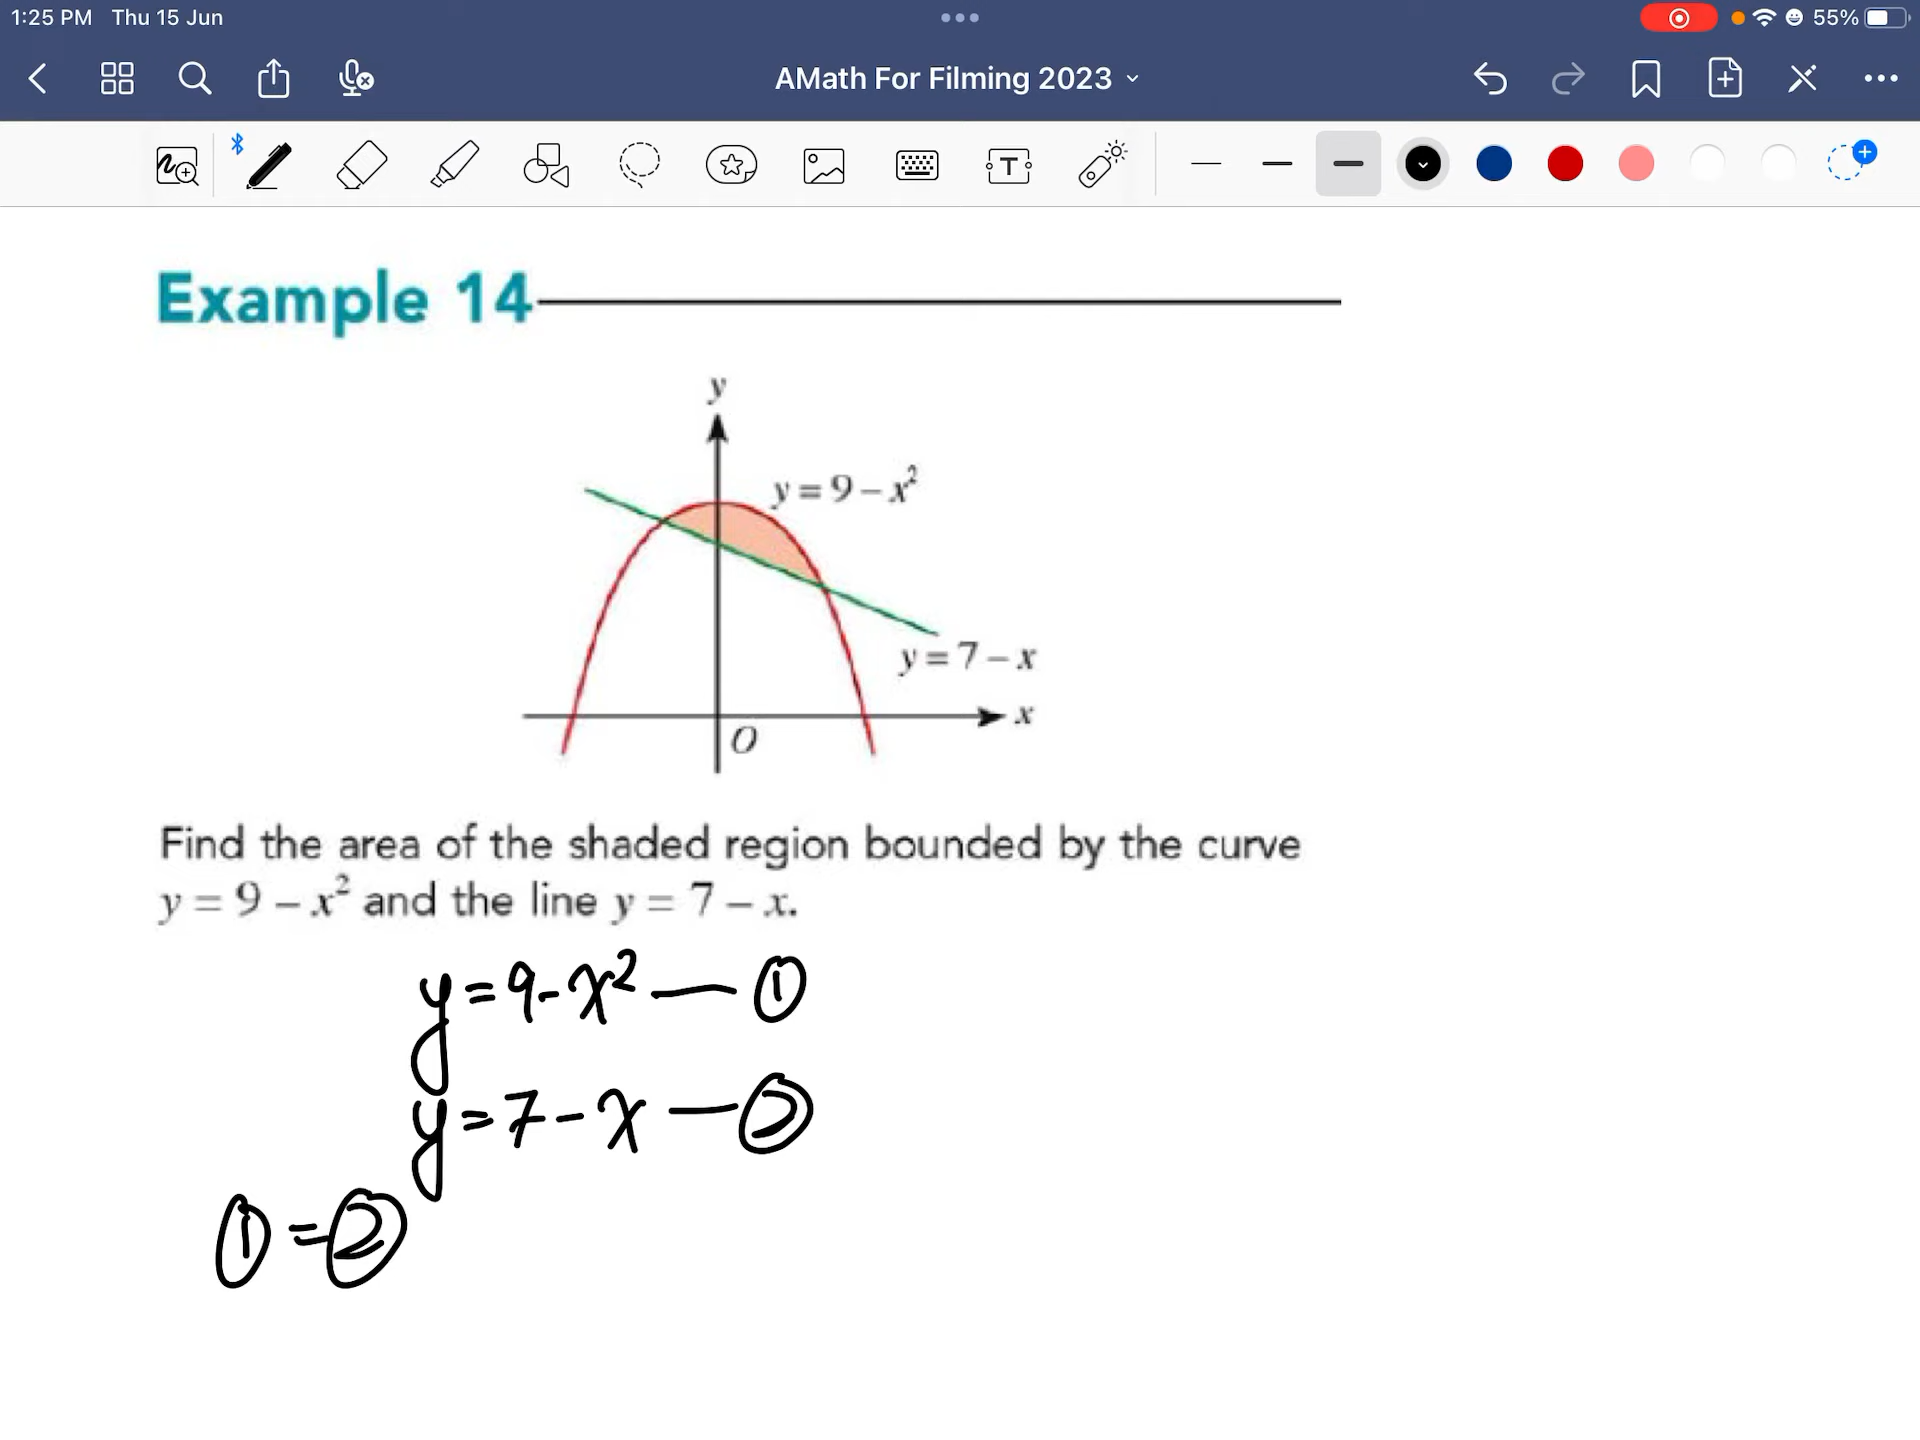 1:25 PM Thu 15 Jun
55%
AMath For Filming 2023
T
Example 14
y
y = 9 – x²
y = 7 – x
x
O
Find the area of the shaded region bounded by the curve
y = 9 – x² and the line y = 7 – x.
y = 9 - x² — ①
y = 7 - x — ②
① = ②